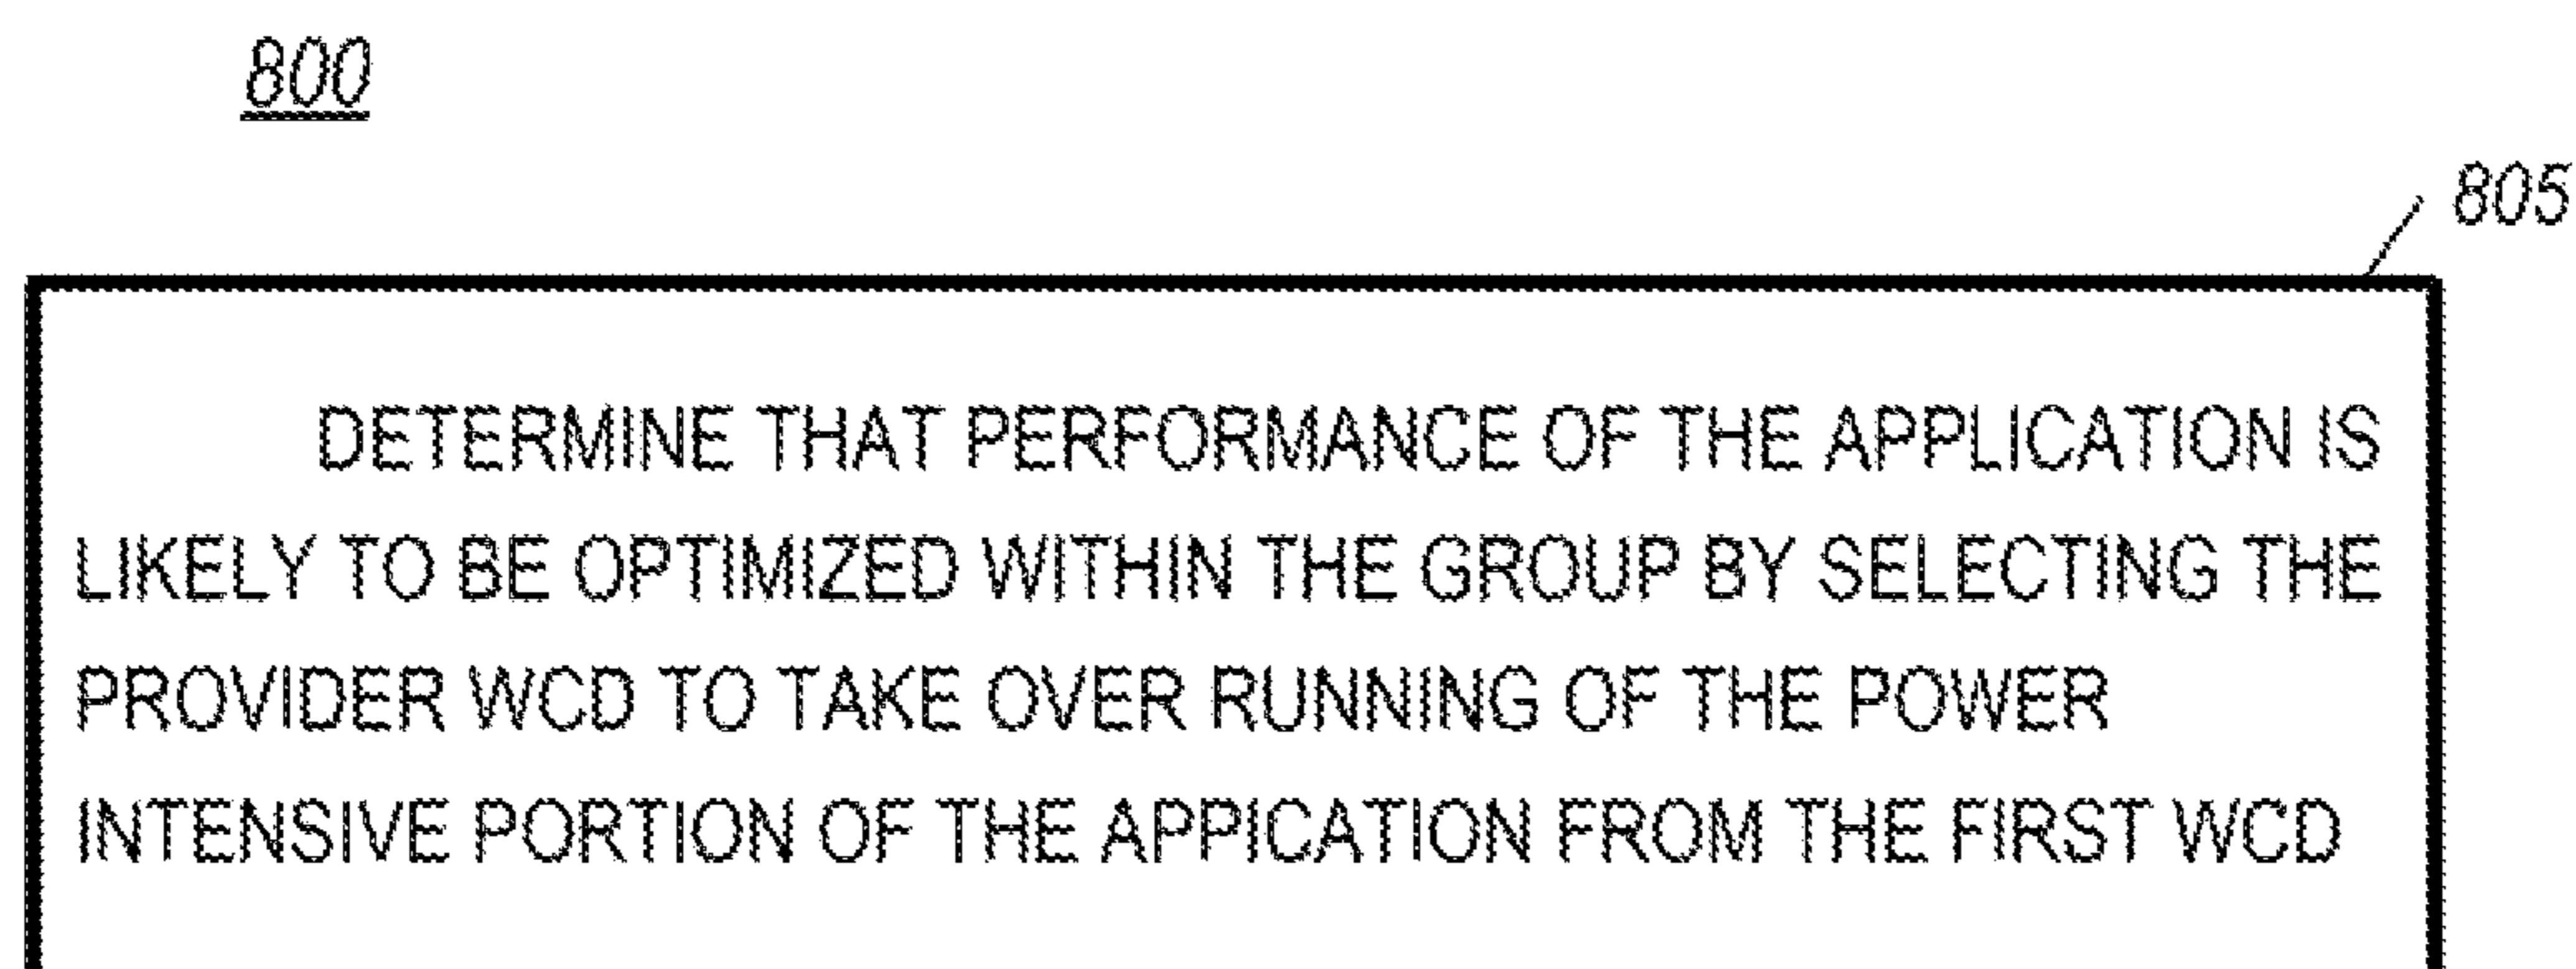 800
805
DETERMINE THAT PERFORMANCE OF THE APPLICATION IS
LIKELY TO BE OPTIMIZED WITHIN THE GROUP BY SELECTING THE
PROVIDER WCD TO TAKE OVER RUNNING OF THE POWER
INTENSIVE PORTION OF THE APPICATION FROM THE FIRST WCD